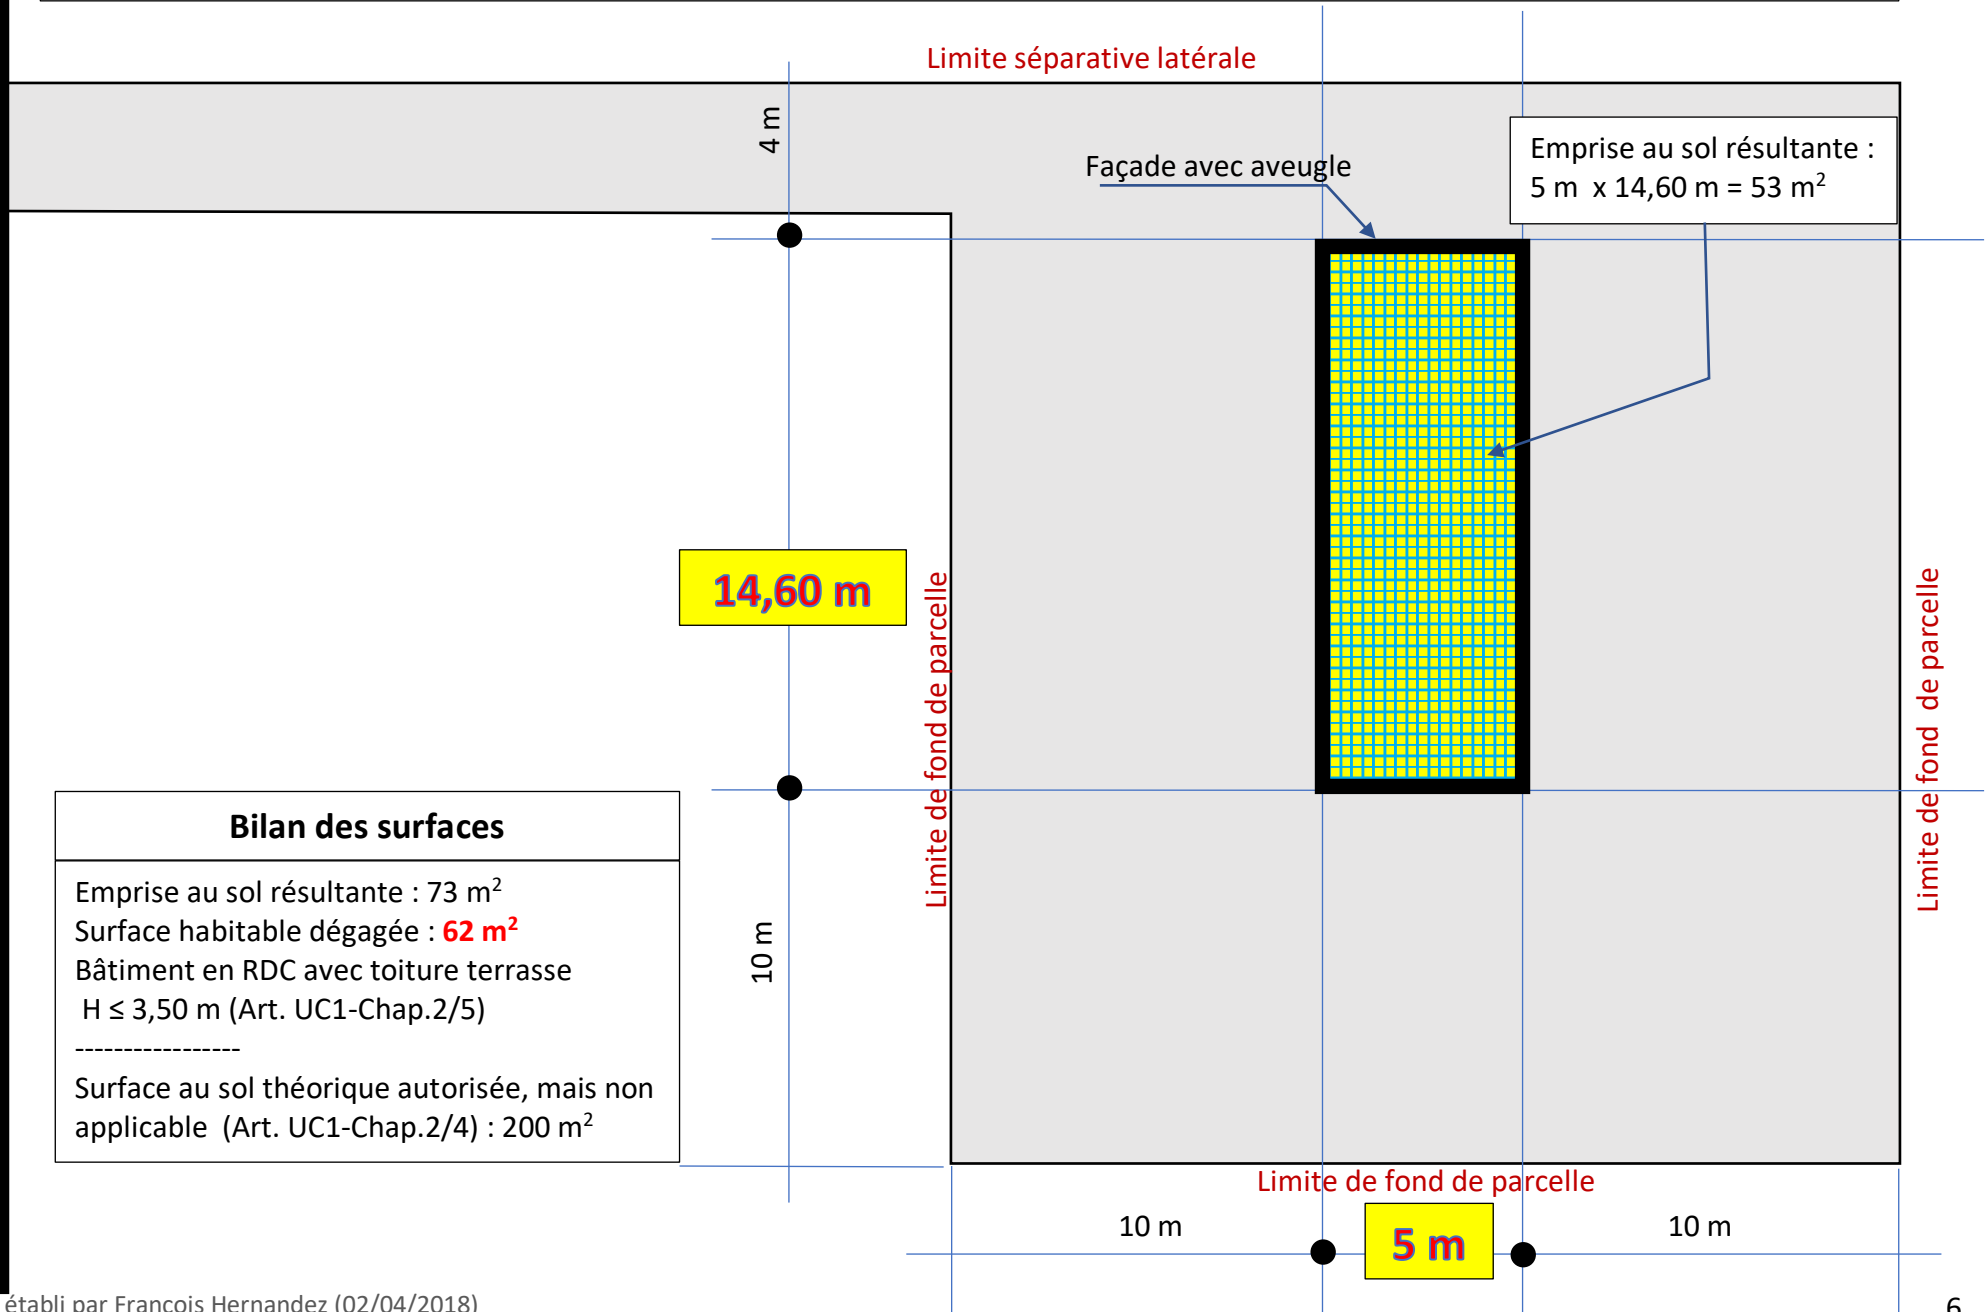 Limite séparative latérale
4 m
Façade avec aveugle
Emprise au sol résultante :
5 m  x 14,60 m = 53 m²
14,60 m
Limite de fond de parcelle
Limite de fond  de parcelle
Bilan des surfaces
Emprise au sol résultante : 73 m²
Surface habitable dégagée : 62 m²
Bâtiment en RDC avec toiture terrasse
H ≤ 3,50 m (Art. UC1-Chap.2/5)
-----------------
Surface au sol théorique autorisée, mais non
applicable  (Art. UC1-Chap.2/4) : 200 m²
10 m
Limite de fond de parcelle
10 m
5 m
10 m
établi par François Hernandez (02/04/2018)
6